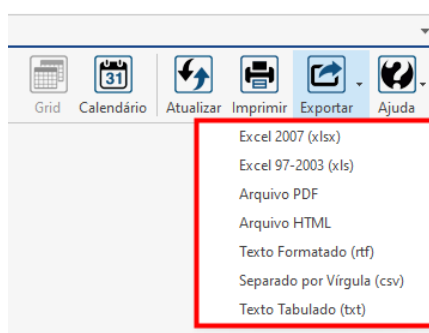 31
Grid Calendário Atualizar Imprimir Exportar Ajuda
Excel 2007 (xlsx)
Excel 97-2003 (xls)
Arquivo PDF
Arquivo HTML
Texto Formatado (rtf)
Separado por Vírgula (csv)
Texto Tabulado (txt)